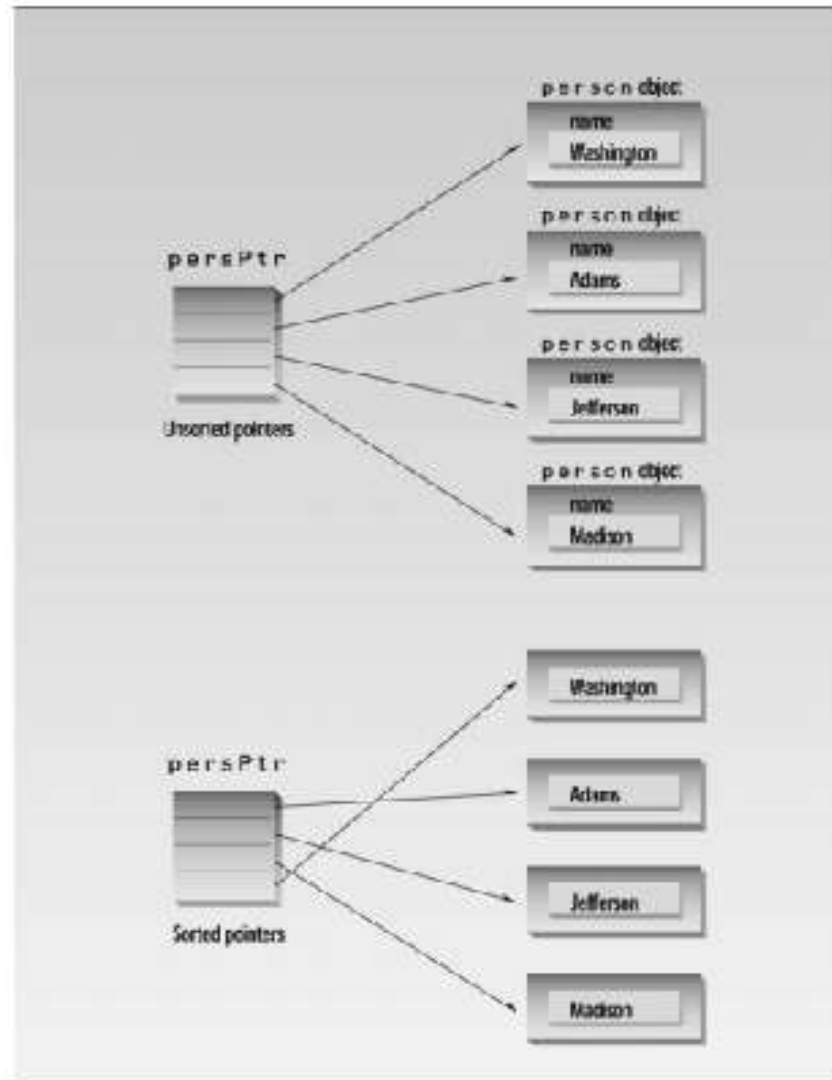 person object
name
Washington
person object
name
Adams
persPtr
person object
name
Jefferson
Unsorted pointers
person object
name
Madison
Washington
persPtr
Adams
Jefferson
Sorted pointers
Madison